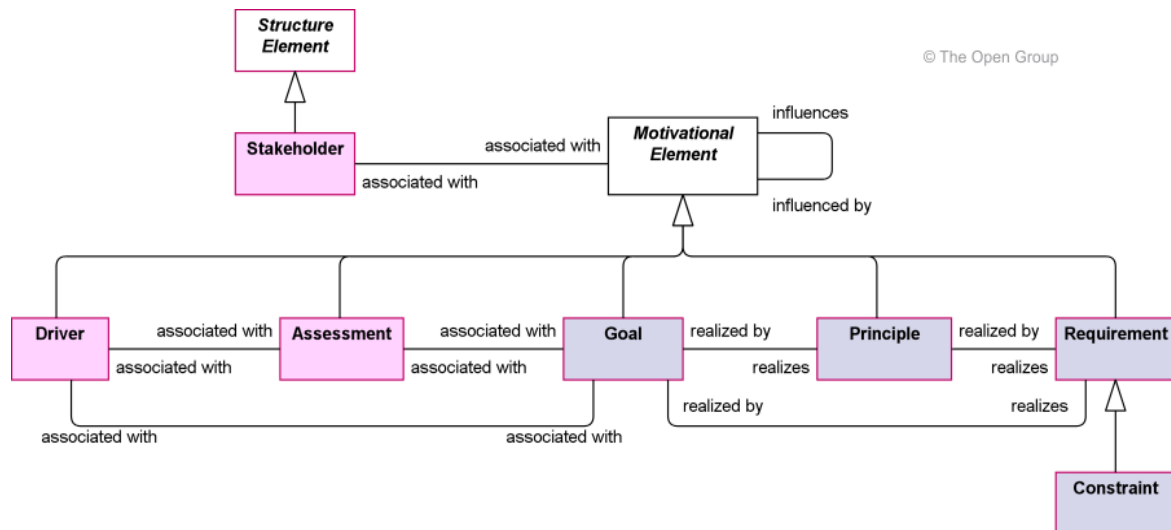 Structure
Element
© The Open Group
Stakeholder
associated with
associated with
Motivational
Element
influences
influenced by
Driver
associated with
associated with
Assessment
associated with
associated with
Goal
realized by
realizes
Principle
realized by
realizes
Requirement
associated with
associated with
realized by
realizes
Constraint